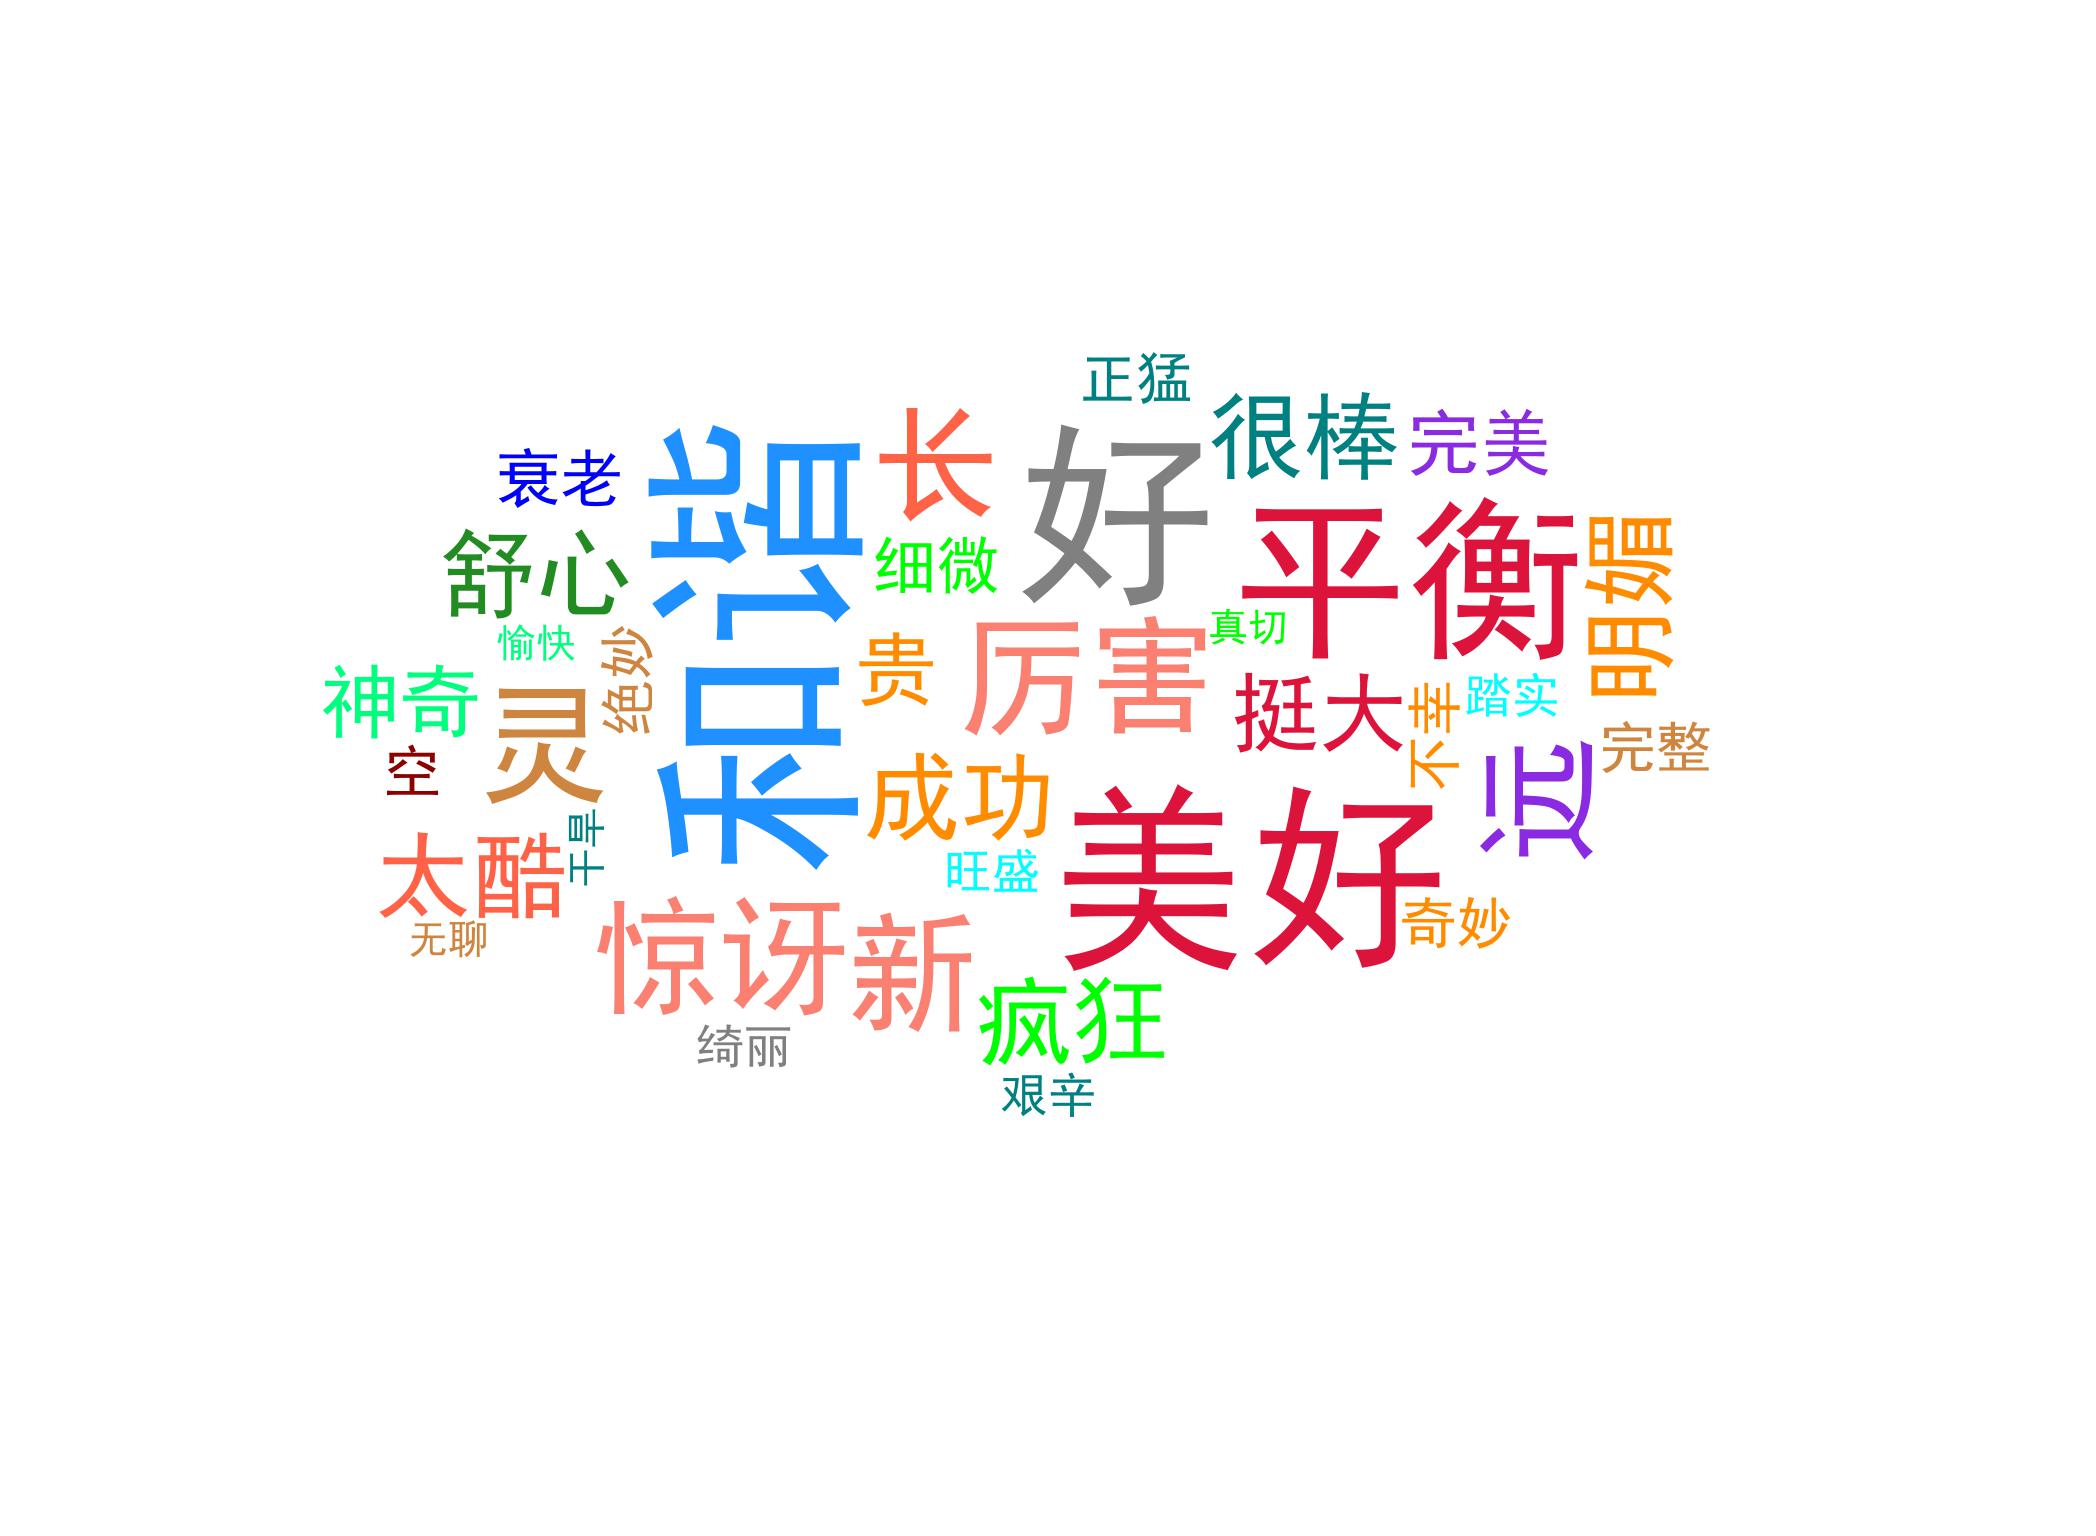 正猛
很棒
完美
长
好
衰老
和谐
平衡
明媚
舒心
细微
真切
愉快
绝妙
贵
厉害
神奇
灵
挺大
不幸
踏实
完整
空
成功
远
干旱
太酷
旺盛
美好
奇妙
无聊
惊讶
新
疯狂
绮丽
艰辛